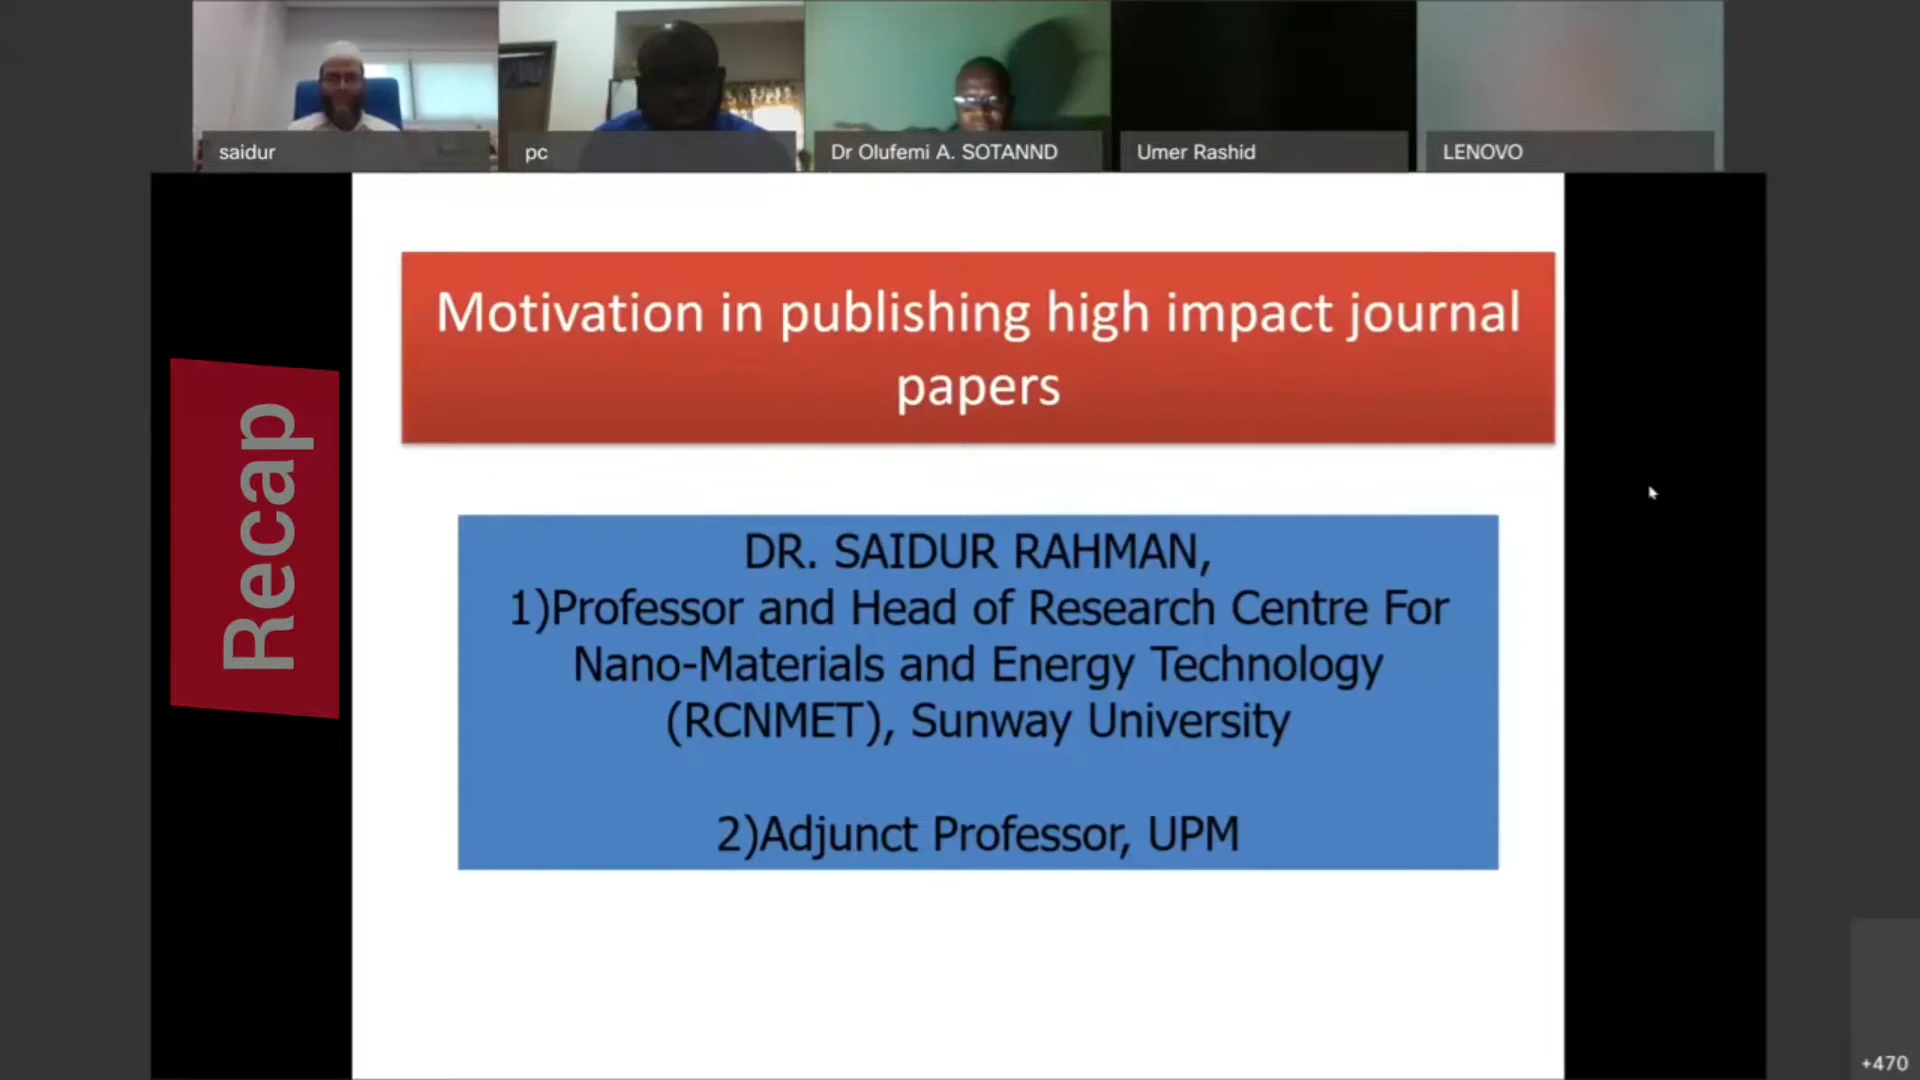 saidur
pc
Dr Olufemi A. SOTANND
Umer Rashid
LENOVO
Motivation in publishing high impact journal
papers
Recap
DR. SAIDUR RAHMAN,
1)Professor and Head of Research Centre For
Nano-Materials and Energy Technology
(RCNMET), Sunway University
2)Adjunct Professor, UPM
+470